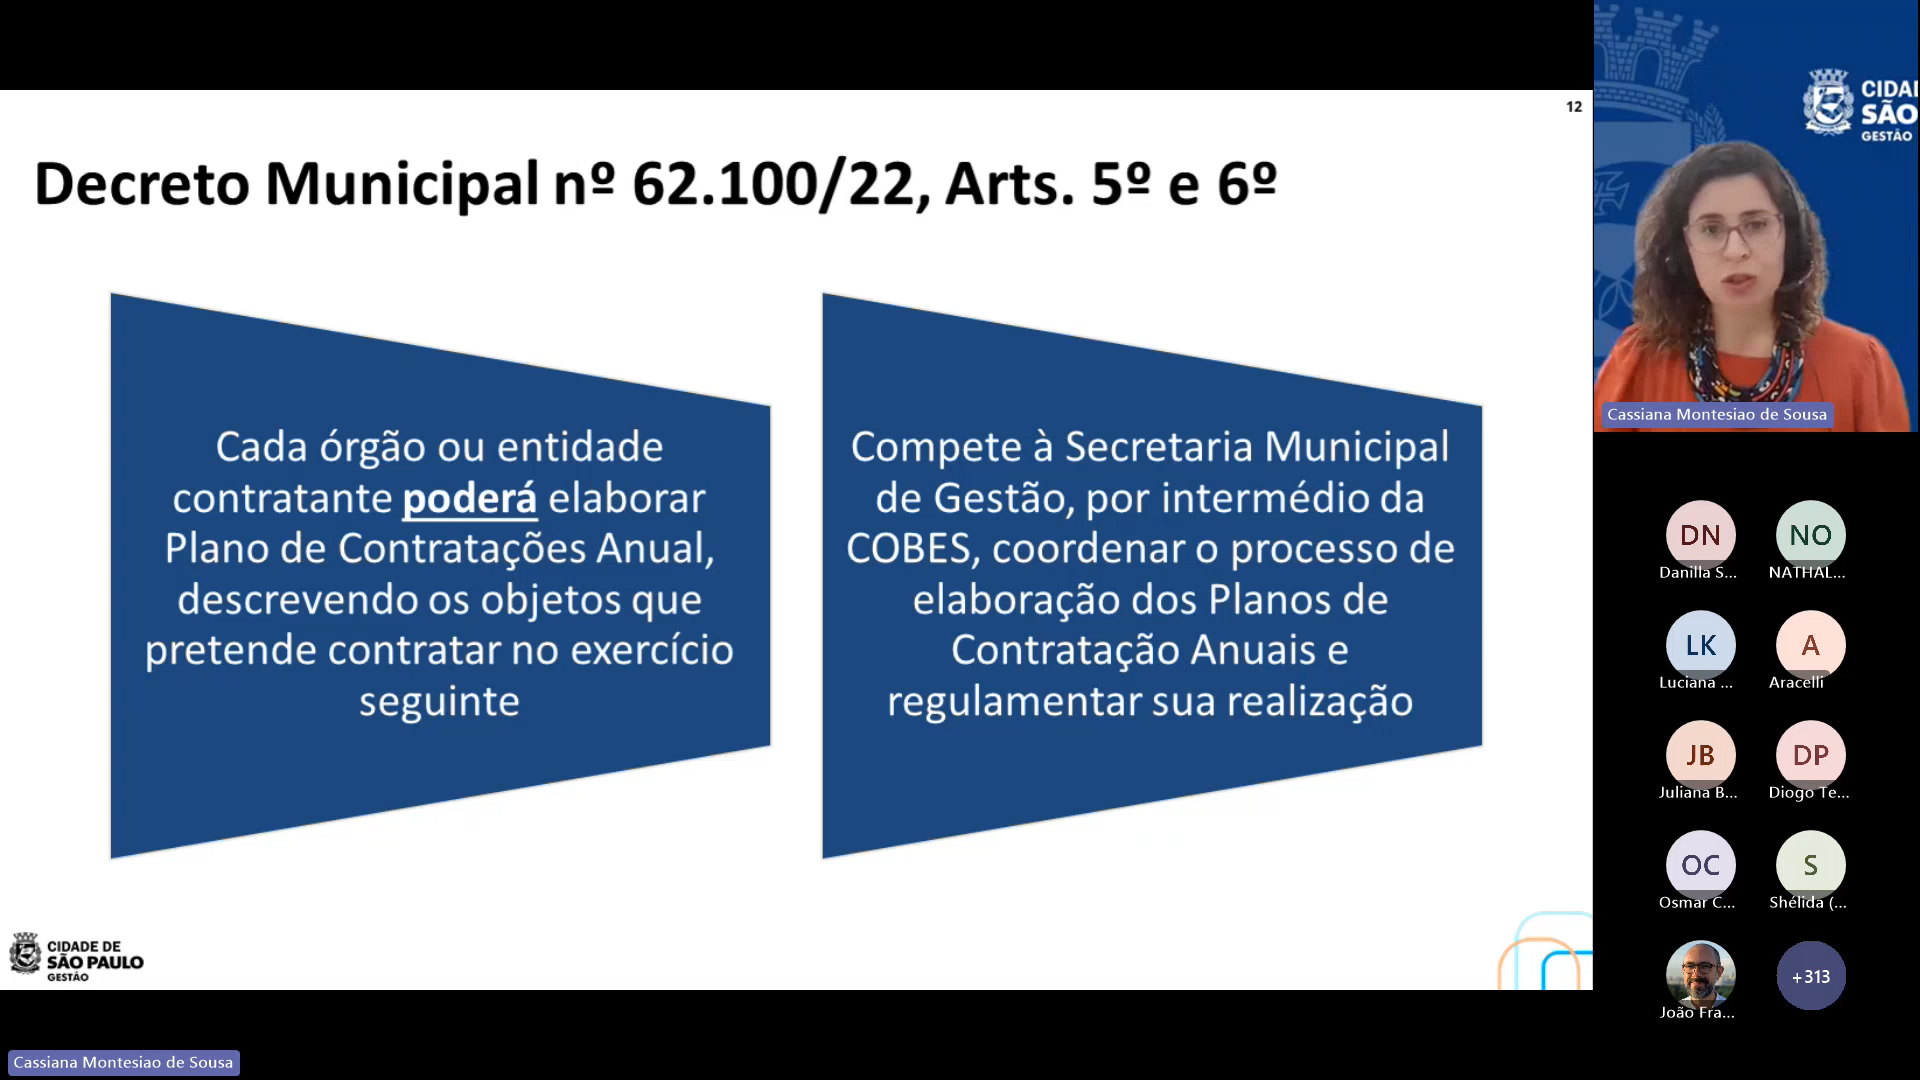 12
Decreto Municipal nº 62.100/22, Arts. 5º e 6º
Cada órgão ou entidade
contratante poderá elaborar
Plano de Contratações Anual,
descrevendo os objetos que
pretende contratar no exercício
seguinte
Compete à Secretaria Municipal
de Gestão, por intermédio da
COBES, coordenar o processo de
elaboração dos Planos de
Contratação Anuais e
regulamentar sua realização
CIDADE DE
SÃO PAULO
GESTÃO
Cassiana Montesiao de Sousa
CIDA
SÃO
GESTÃO
Cassiana Montesiao de Sousa
DN
Danilla S...
NO
NATHAL...
LK
Luciana ...
A
Aracelli
JB
Juliana B...
DP
Diogo Te...
OC
Osmar C...
S
Shélida (...
João Fra...
+313